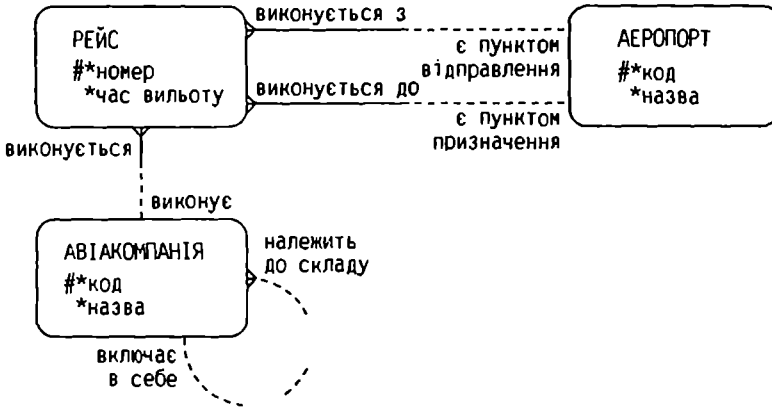 виконується з
РЕЙС
#*номер
*час вильоту
є пунктом
відправлення
АЕРОПОРТ
#*код
*назва
виконується до
є пунктом
призначення
виконується
виконує
АВІАКОМПАНІЯ
#*код
*назва
належить
до складу
включає
в себе